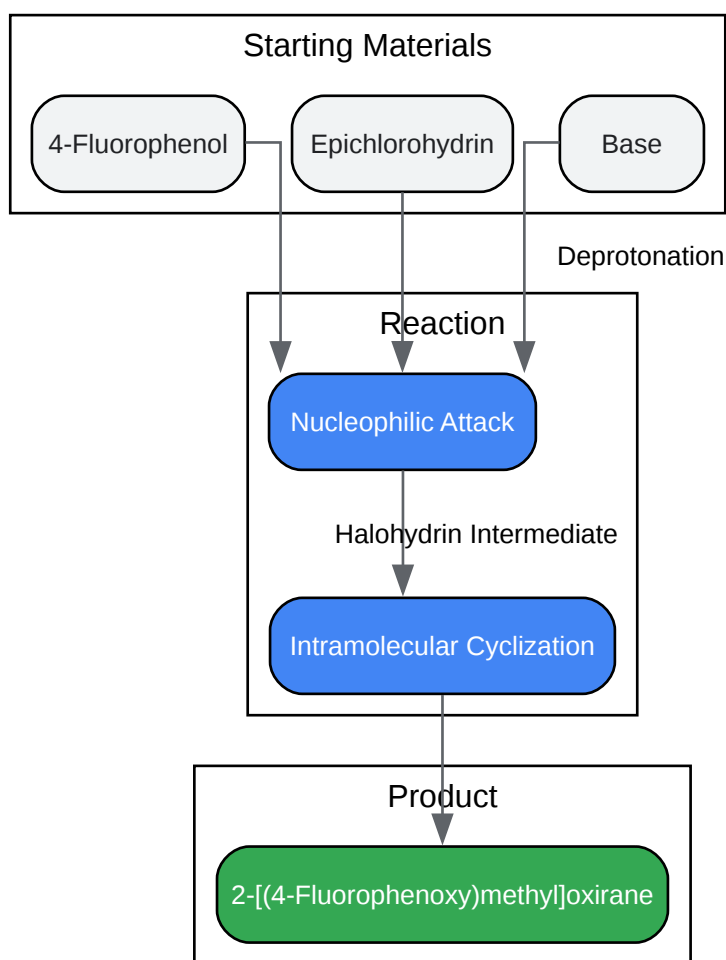 Starting Materials
4-Fluorophenol
Epichlorohydrin
Base
Deprotonation
Reaction
Nucleophilic Attack
Halohydrin Intermediate
Intramolecular Cyclization
Product
2-[(4-Fluorophenoxy)methyl]oxirane